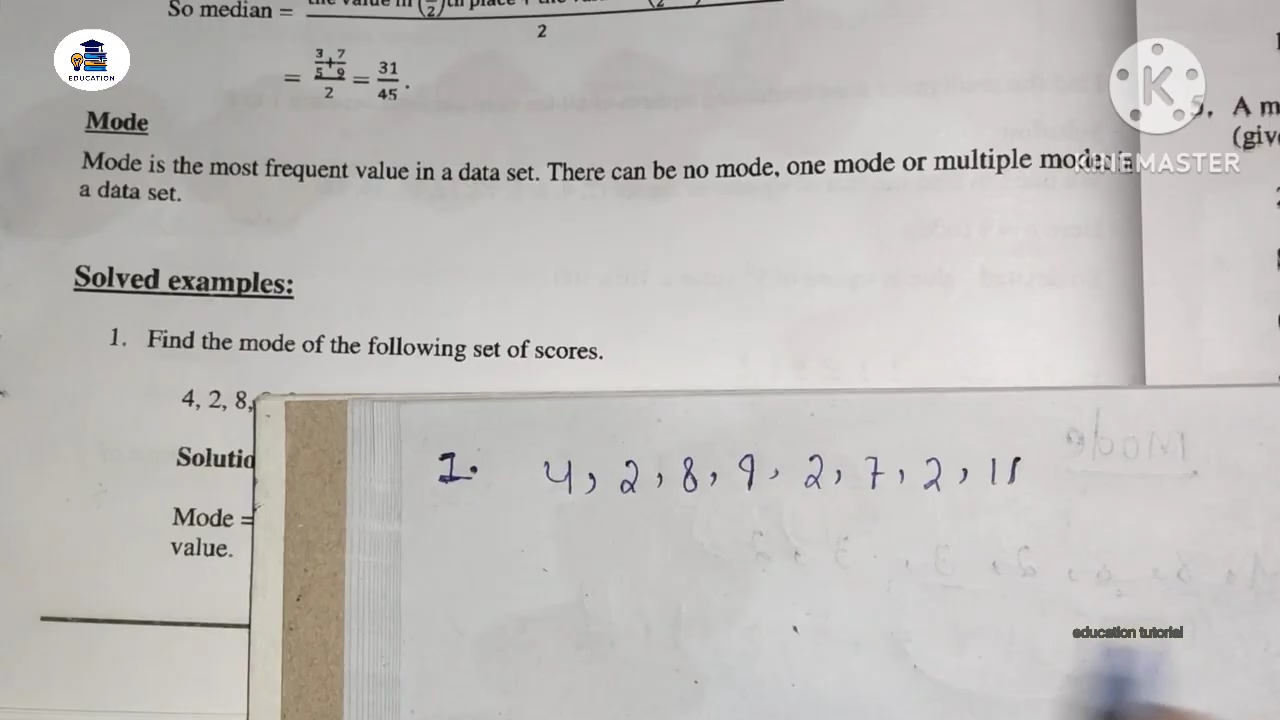 So median =
2
EDUCATION
= 3/5+7/9 / 2 = 31/45 .
Mode
Mode is the most frequent value in a data set. There can be no mode, one mode or multiple modes in
a data set.
Solved examples:
1. Find the mode of the following set of scores.
4, 2, 8,
Solutio
Mode =
value.
1. 4, 2, 8, 9, 2, 7, 2, 11
5. A m
(giv
K
KINEMASTER
education tutorial